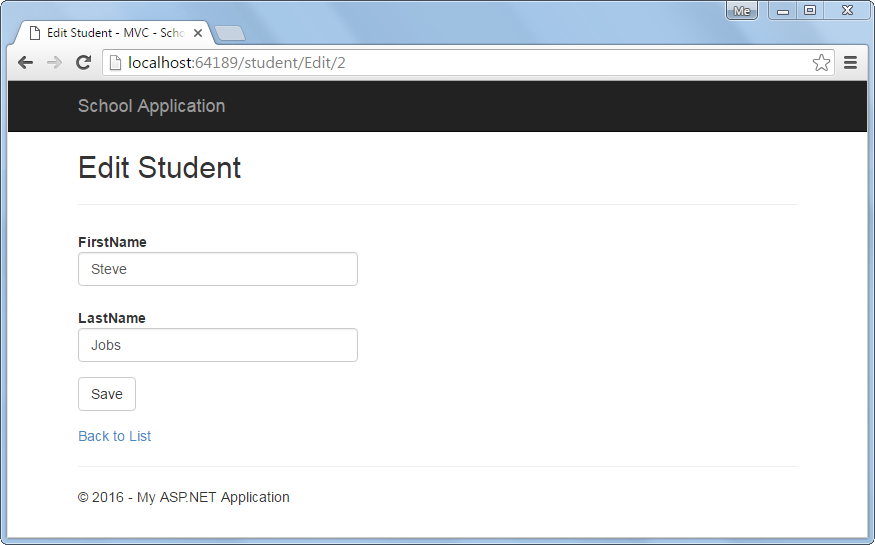 Me
Edit Student - MVC - Scho
localhost:64189/student/Edit/2
School Application
Edit Student
FirstName
Steve
LastName
Jobs
Save
Back to List
© 2016 - My ASP.NET Application